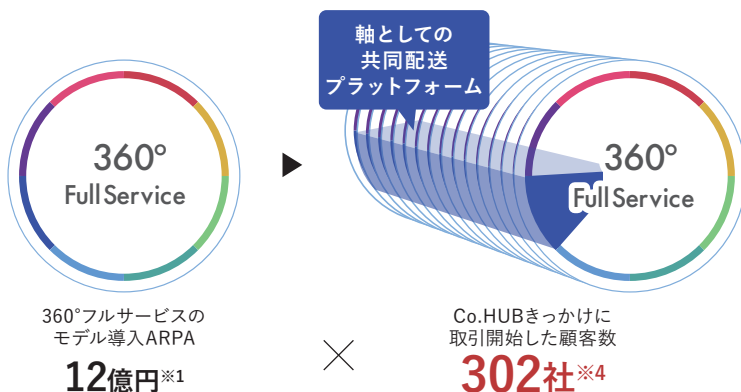 軸としての
共同配送
プラットフォーム
360°
Full Service
▶
360°
Full Service
360°フルサービスの
モデル導入ARPA
12億円※1
×
Co.HUBきっかけに
取引開始した顧客数
302社※4